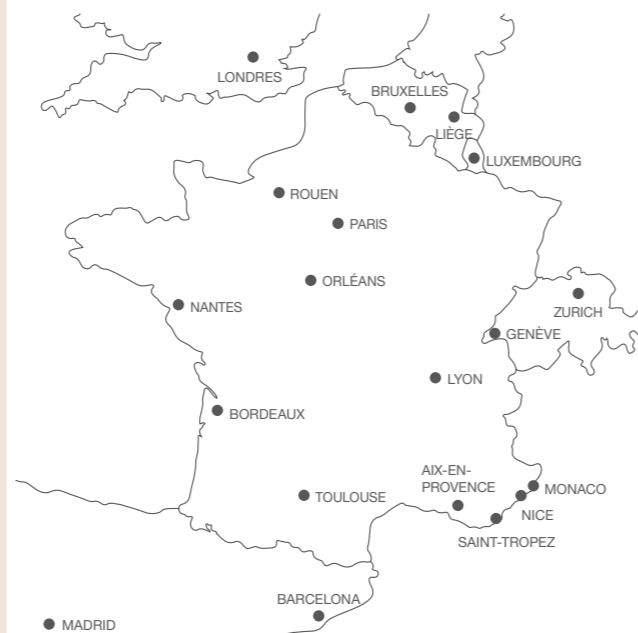 LONDRES
BRUXELLES
LIÈGE
LUXEMBOURG
ROUEN
PARIS
ORLÉANS
NANTES
ZURICH
GENÈVE
LYON
BORDEAUX
AIX-EN-
PROVENCE
MONACO
TOULOUSE
NICE
SAINT-TROPEZ
BARCELONA
MADRID